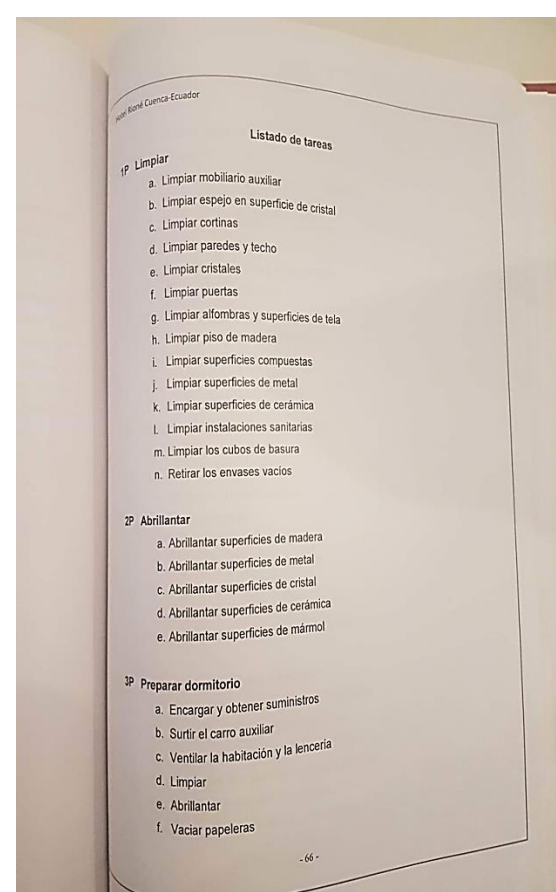 Hotel Rioné Cuenca-Ecuador
Listado de tareas
1P Limpiar
a. Limpiar mobiliario auxiliar
b. Limpiar espejo en superficie de cristal
c. Limpiar cortinas
d. Limpiar paredes y techo
e. Limpiar cristales
f. Limpiar puertas
g. Limpiar alfombras y superficies de tela
h. Limpiar piso de madera
i. Limpiar superficies compuestas
j. Limpiar superficies de metal
k. Limpiar superficies de cerámica
l. Limpiar instalaciones sanitarias
m. Limpiar los cubos de basura
n. Retirar los envases vacíos
2P Abrillantar
a. Abrillantar superficies de madera
b. Abrillantar superficies de metal
c. Abrillantar superficies de cristal
d. Abrillantar superficies de cerámica
e. Abrillantar superficies de mármol
3P Preparar dormitorio
a. Encargar y obtener suministros
b. Surtir el carro auxiliar
c. Ventilar la habitación y la lencería
d. Limpiar
e. Abrillantar
f. Vaciar papeleras
- 66 -